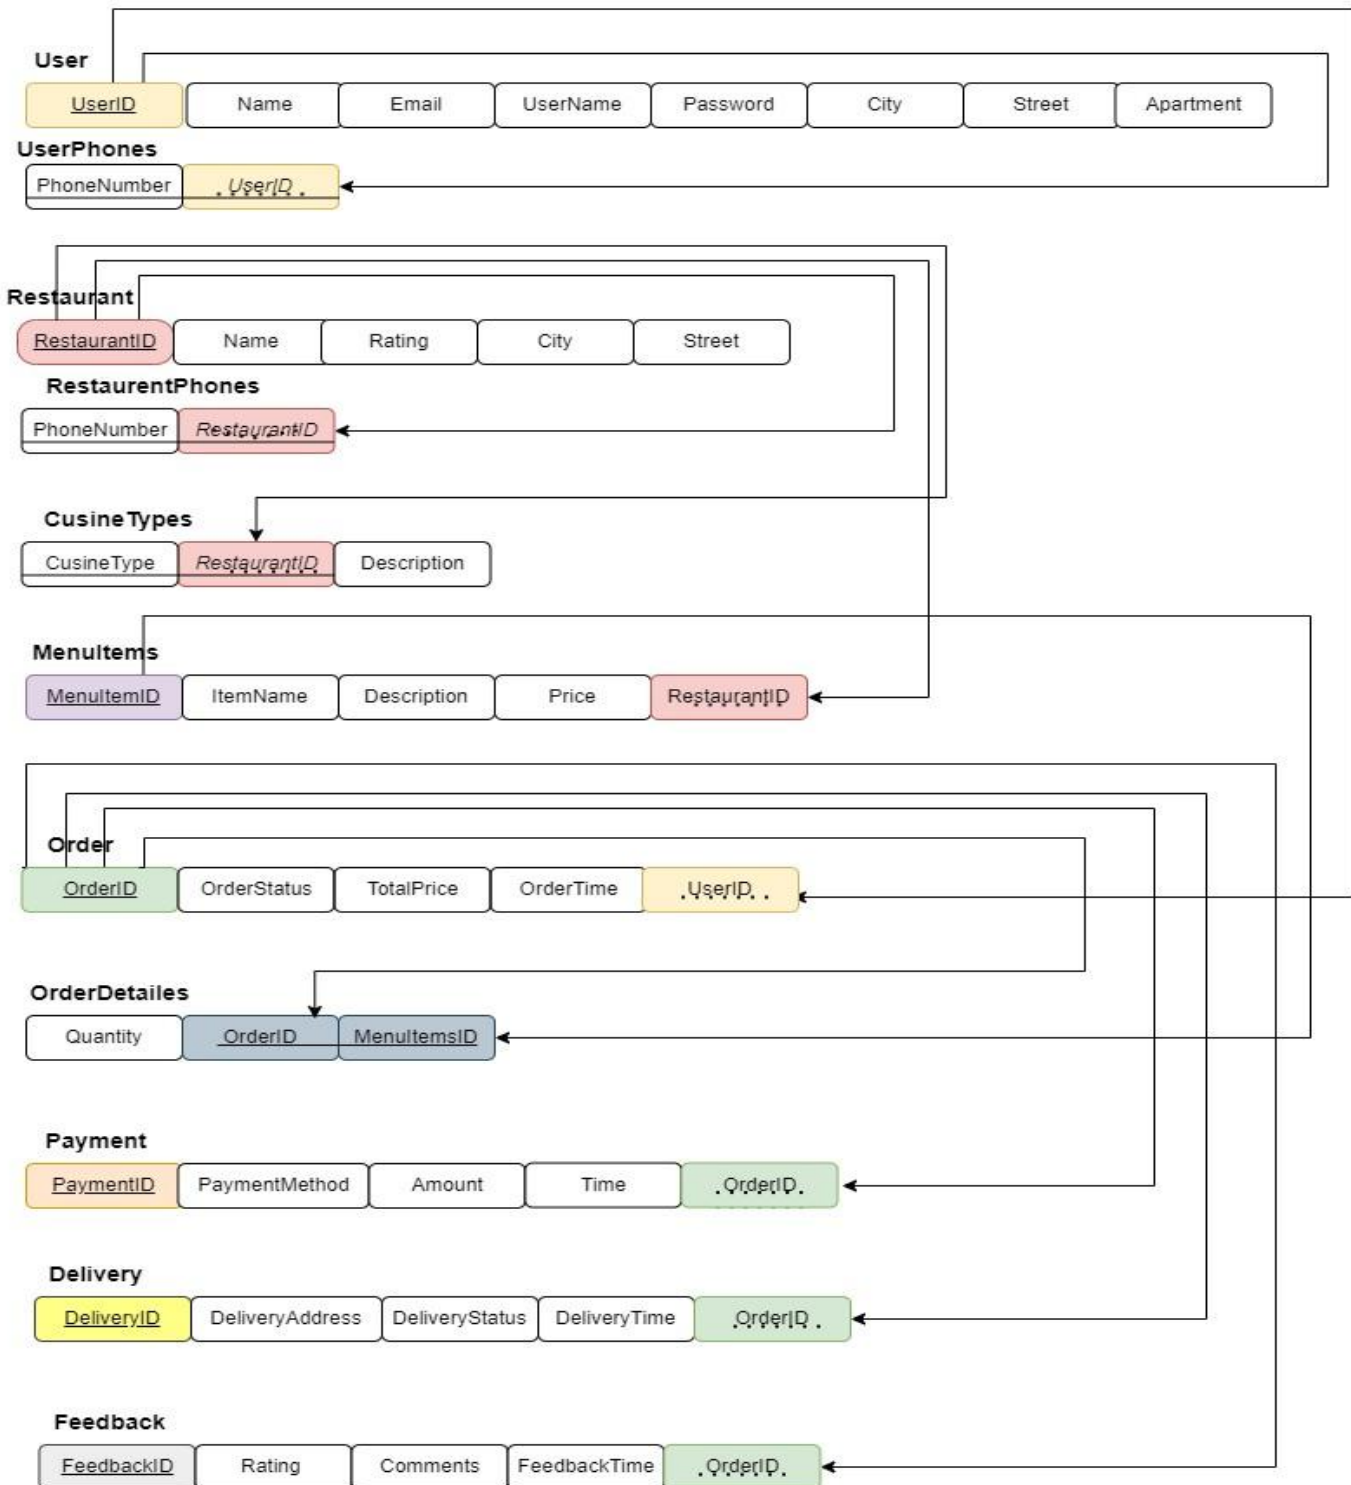 User
UserID Name Email UserName Password City Street Apartment
UserPhones
PhoneNumber UserID
Restaurant
RestaurantID Name Rating City Street
RestaurentPhones
PhoneNumber RestaurantID
CusineTypes
CusineType RestaurantID Description
MenuItems
MenuItemID ItemName Description Price RestaurantID
Order
OrderID OrderStatus TotalPrice OrderTime UserID
OrderDetailes
Quantity OrderID MenuItemsID
Payment
PaymentID PaymentMethod Amount Time OrderID
Delivery
DeliveryID DeliveryAddress DeliveryStatus DeliveryTime OrderID
Feedback
FeedbackID Rating Comments FeedbackTime OrderID